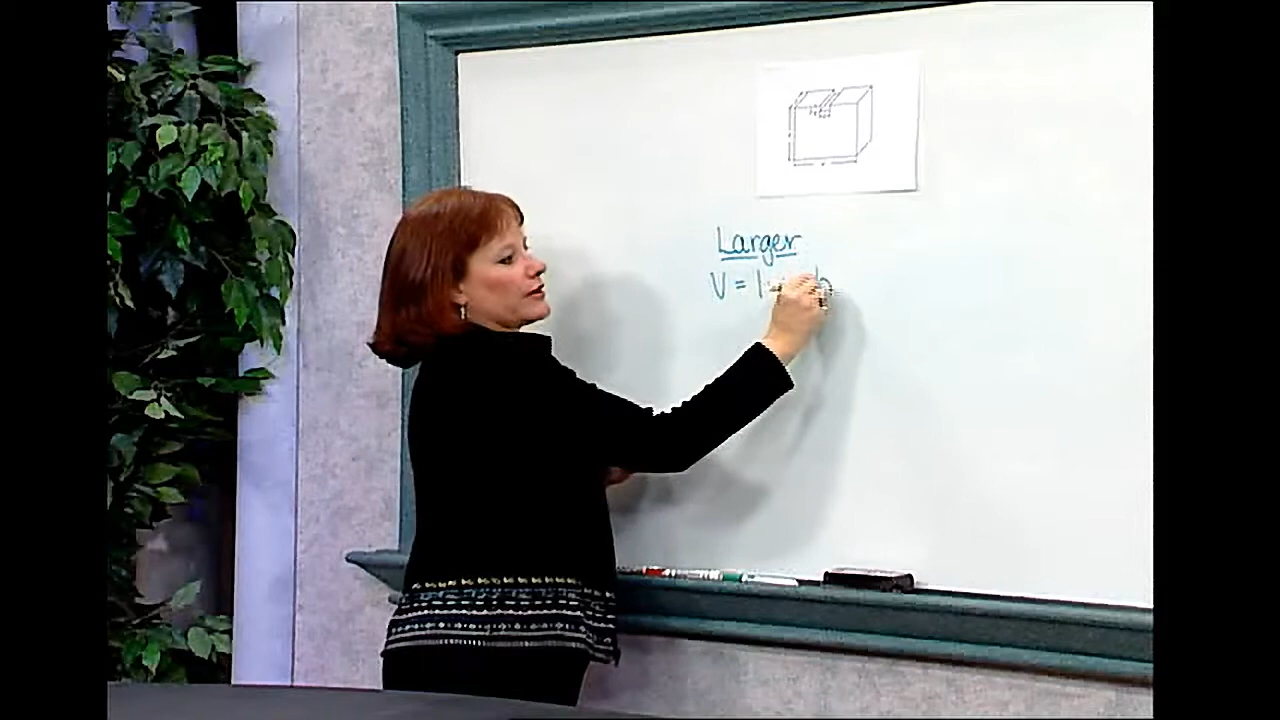 Larger
V = l h